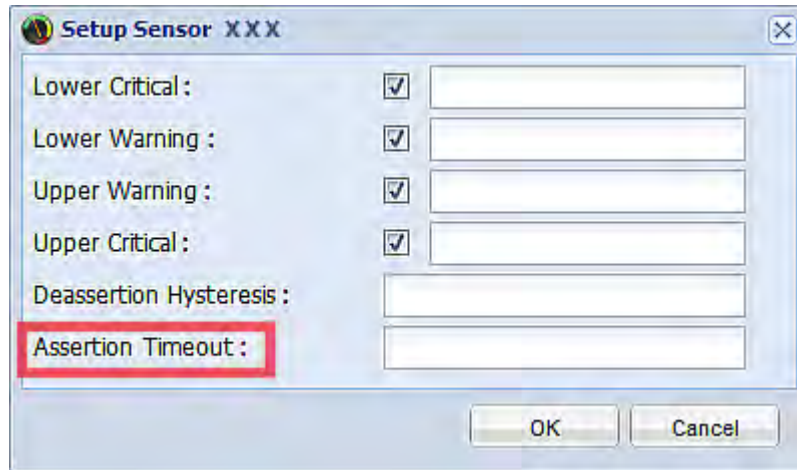 Setup Sensor XXX
Lower Critical :
Lower Warning :
Upper Warning :
Upper Critical :
Deassertion Hysteresis :
Assertion Timeout :
OK Cancel